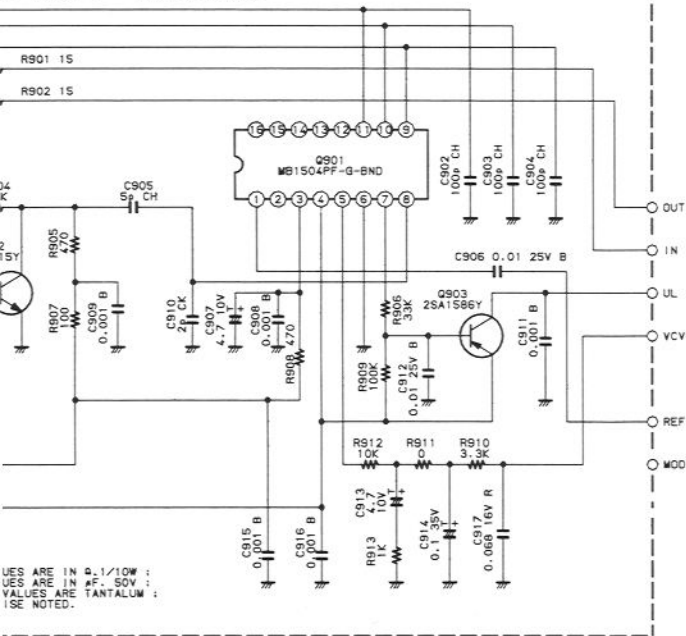 R901 15
R902 15
16 15 14 13 12 11 10 9
Q901
MB1504PF-G-BND
1 2 3 4 5 6 7 8
C902
100p CH
C903
100p CH
C904
100p CH
C905
5p CH
R905
470
R907
100
C909
0.001 B
C910
2p CK
C907
4.7 10V
C908
0.001 B
R908 470
R906
33K
R909
100K
C912
0.01 25V B
Q903
2SA1586Y
C906 0.01 25V B
C911
0.001 B
OUT
IN
UL
VCV
REF
MOD
R912
10K
R911
0
R910
3.3K
C913
4.7
10V
R913
1K
C914
0.1 35V
C917
0.068 16V R
C915
0.001 B
C916
0.001 B
UES ARE IN Ω.1/10W ;
UES ARE IN μF. 50V ;
VALUES ARE TANTALUM ;
ISE NOTED.